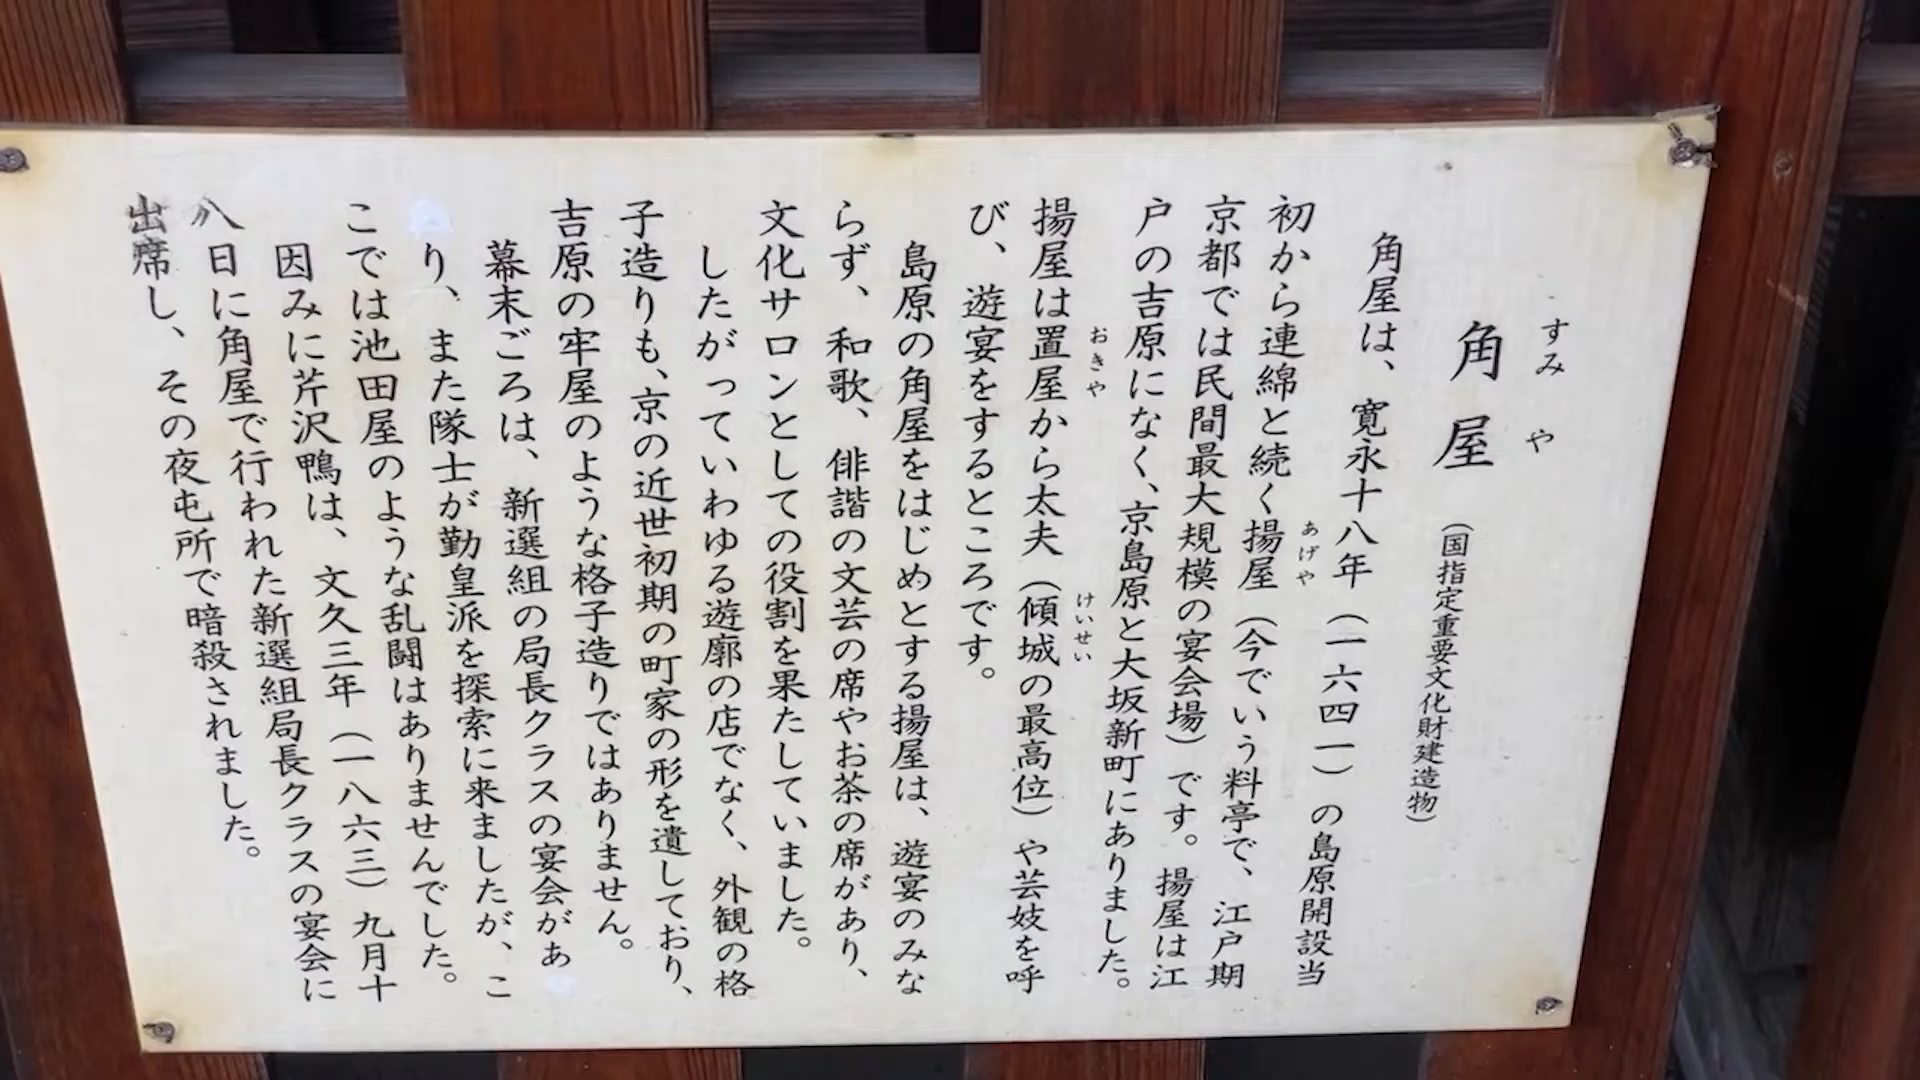 角屋
すみや
（国指定重要文化財建造物）
角屋は、寛永十八年（一六四一）の島原開設当
初から連綿と続く揚屋（今でいう料亭で、江戸期
あげや
京都では民間最大規模の宴会場）です。揚屋は江
戸の吉原になく、京島原と大坂新町にありました。
揚屋は置屋から太夫（傾城の最高位）や芸妓を呼
おきや
けいせい
び、遊宴をするところです。
島原の角屋をはじめとする揚屋は、遊宴のみな
らず、和歌、俳諧の文芸の席やお茶の席があり、
文化サロンとしての役割を果たしていました。
したがっていわゆる遊廓の店でなく、外観の格
子造りも、京の近世初期の町家の形を遺しており、
吉原の牢屋のような格子造りではありません。
幕末ごろは、新選組の局長クラスの宴会があ
り、また隊士が勤皇派を探索に来ましたが、こ
こでは池田屋のような乱闘はありませんでした。
因みに芹沢鴨は、文久三年（一八六三）九月十
八日に角屋で行われた新選組局長クラスの宴会に
出席し、その夜屯所で暗殺されました。